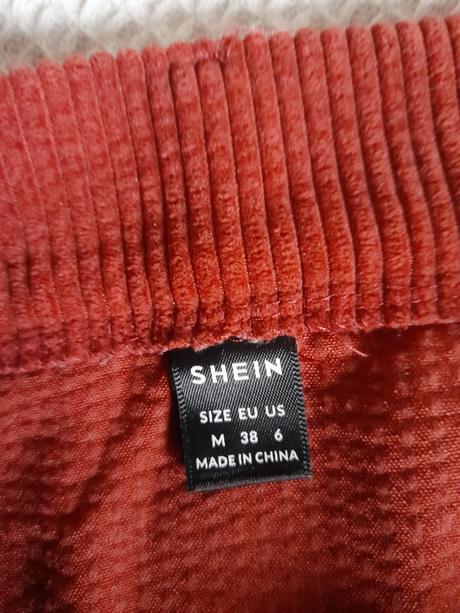 SHEIN
SIZE EU US
M 38 6
MADE IN CHINA